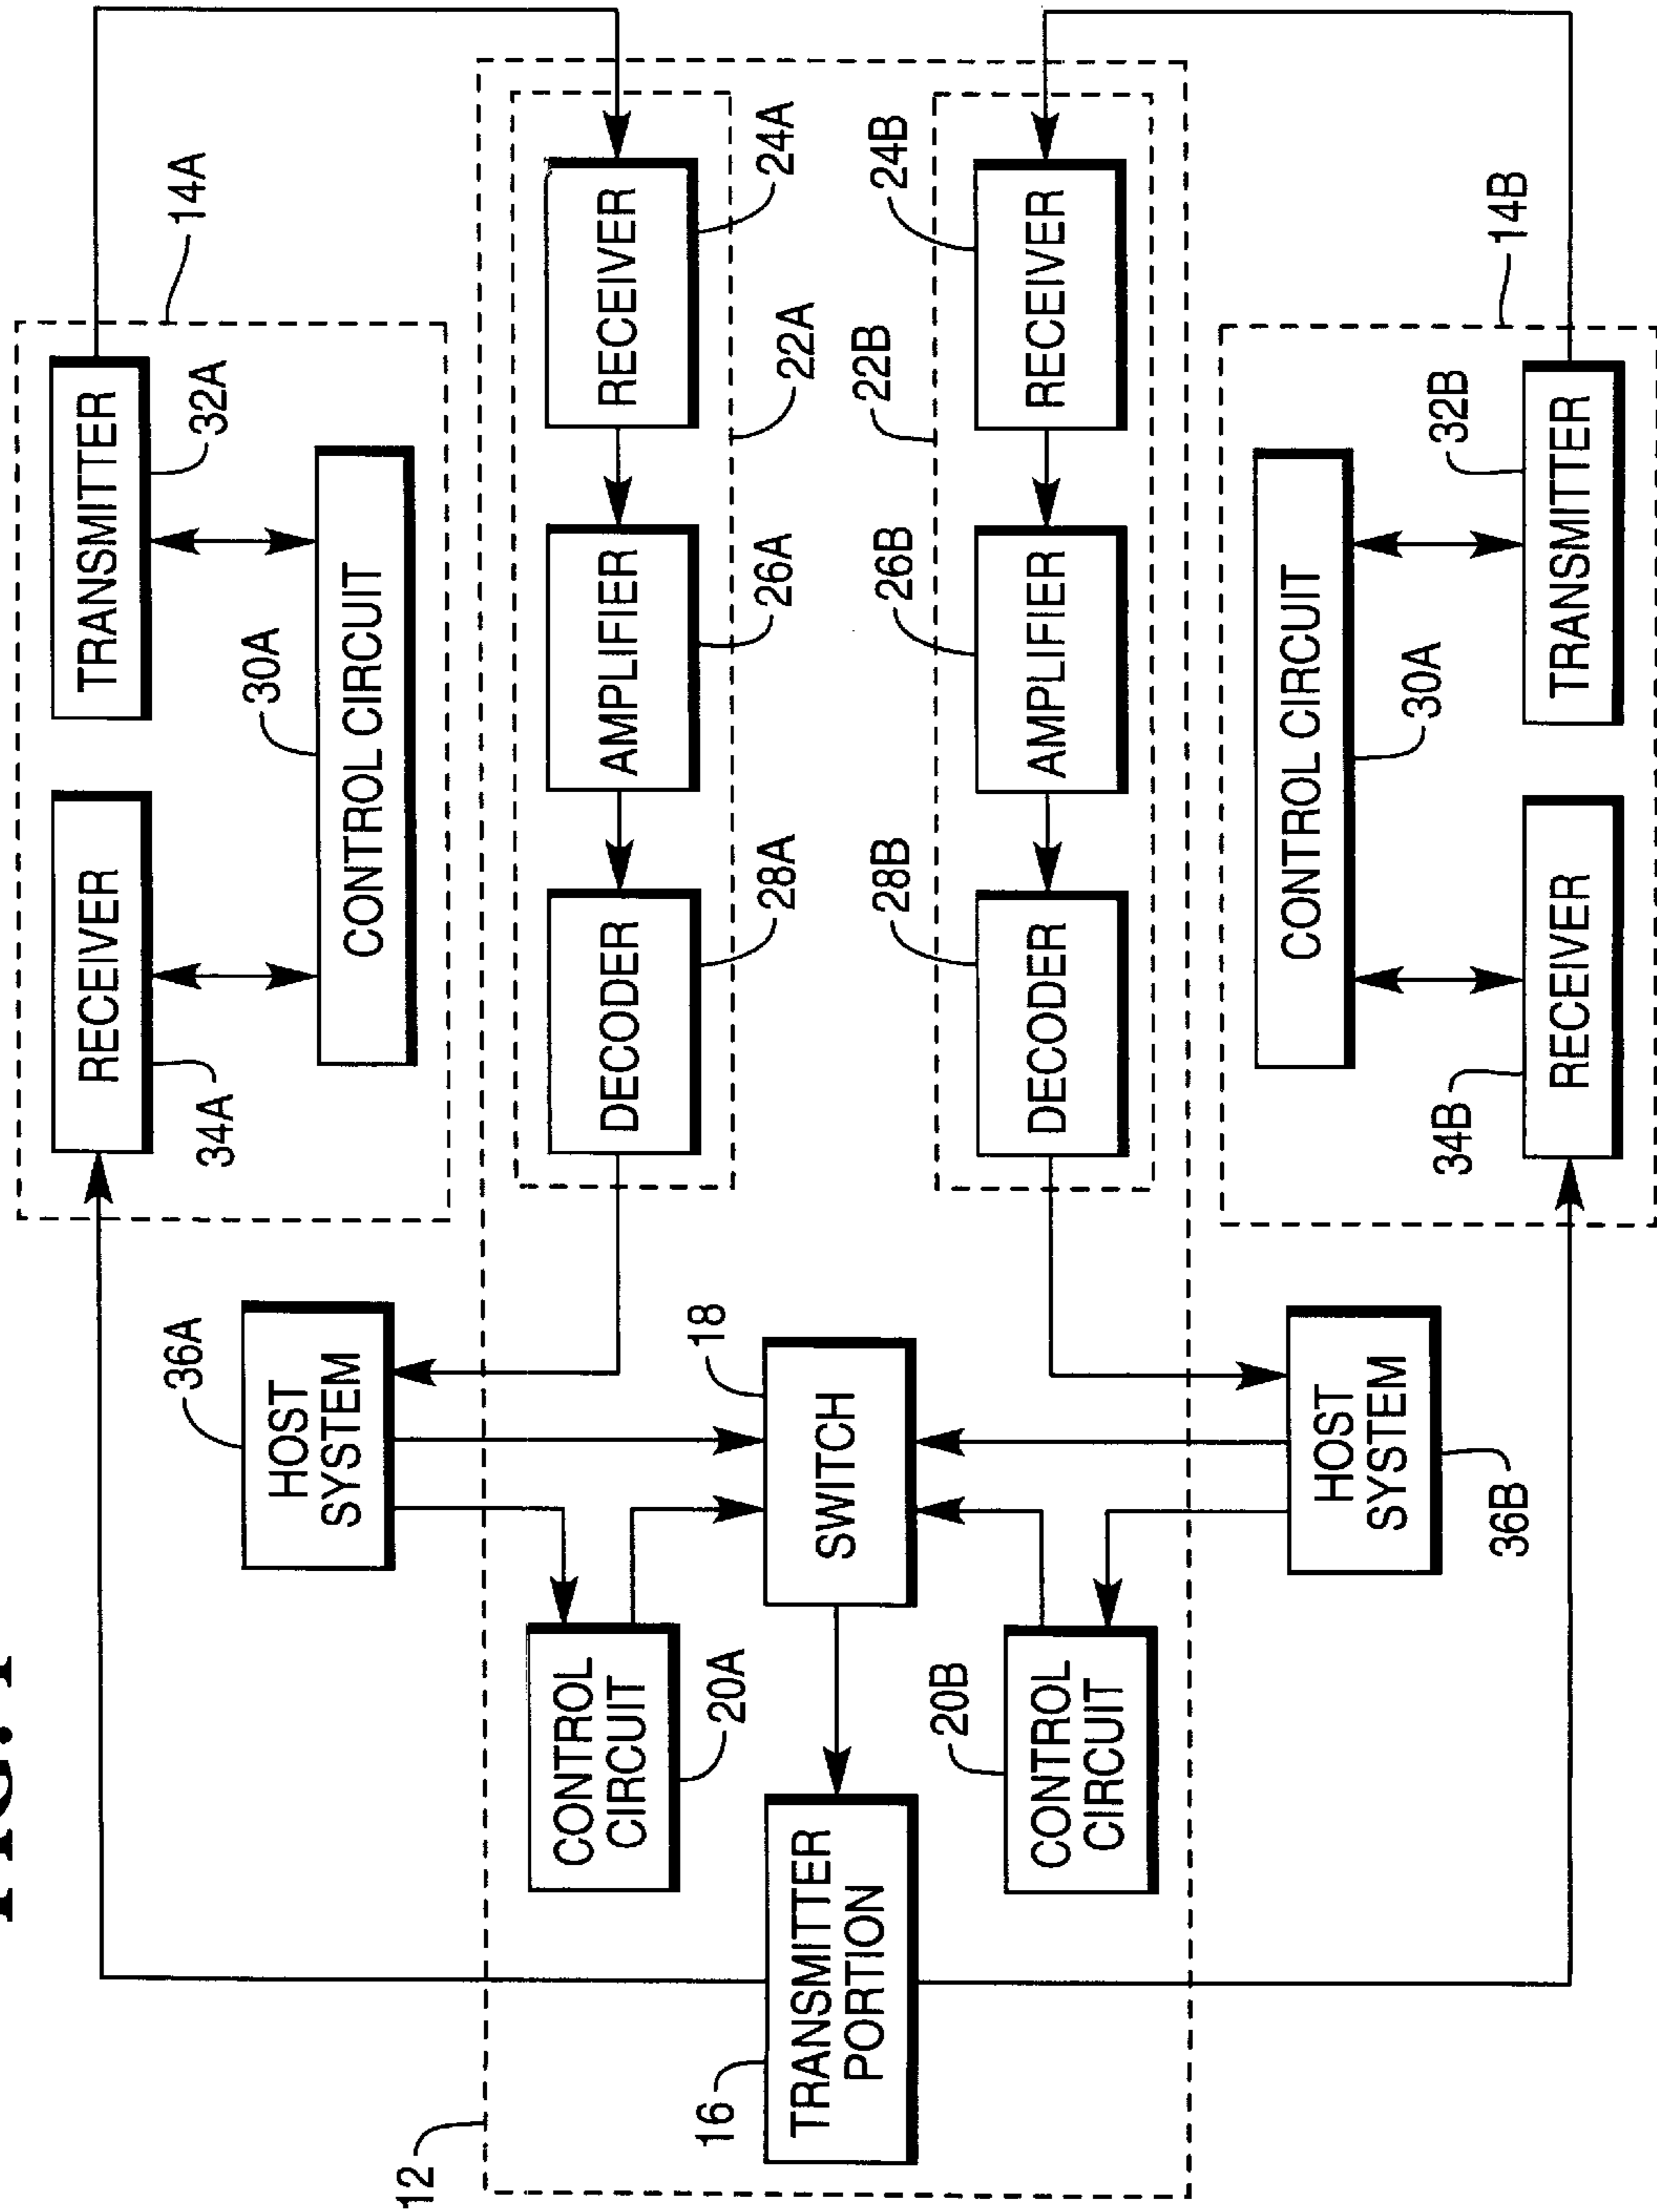 FIG. 1
RECEIVER
TRANSMITTER
14A
34A
32A
30A
CONTROL CIRCUIT
36A
HOST
SYSTEM
12
DECODER
AMPLIFIER
RECEIVER
CONTROL
CIRCUIT
20A
28A
26A
24A
22A
16
18
TRANSMITTER
PORTION
SWITCH
22B
28B
26B
24B
20B
DECODER
AMPLIFIER
RECEIVER
CONTROL
CIRCUIT
HOST
SYSTEM
36B
CONTROL CIRCUIT
30A
34B
32B
14B
RECEIVER
TRANSMITTER